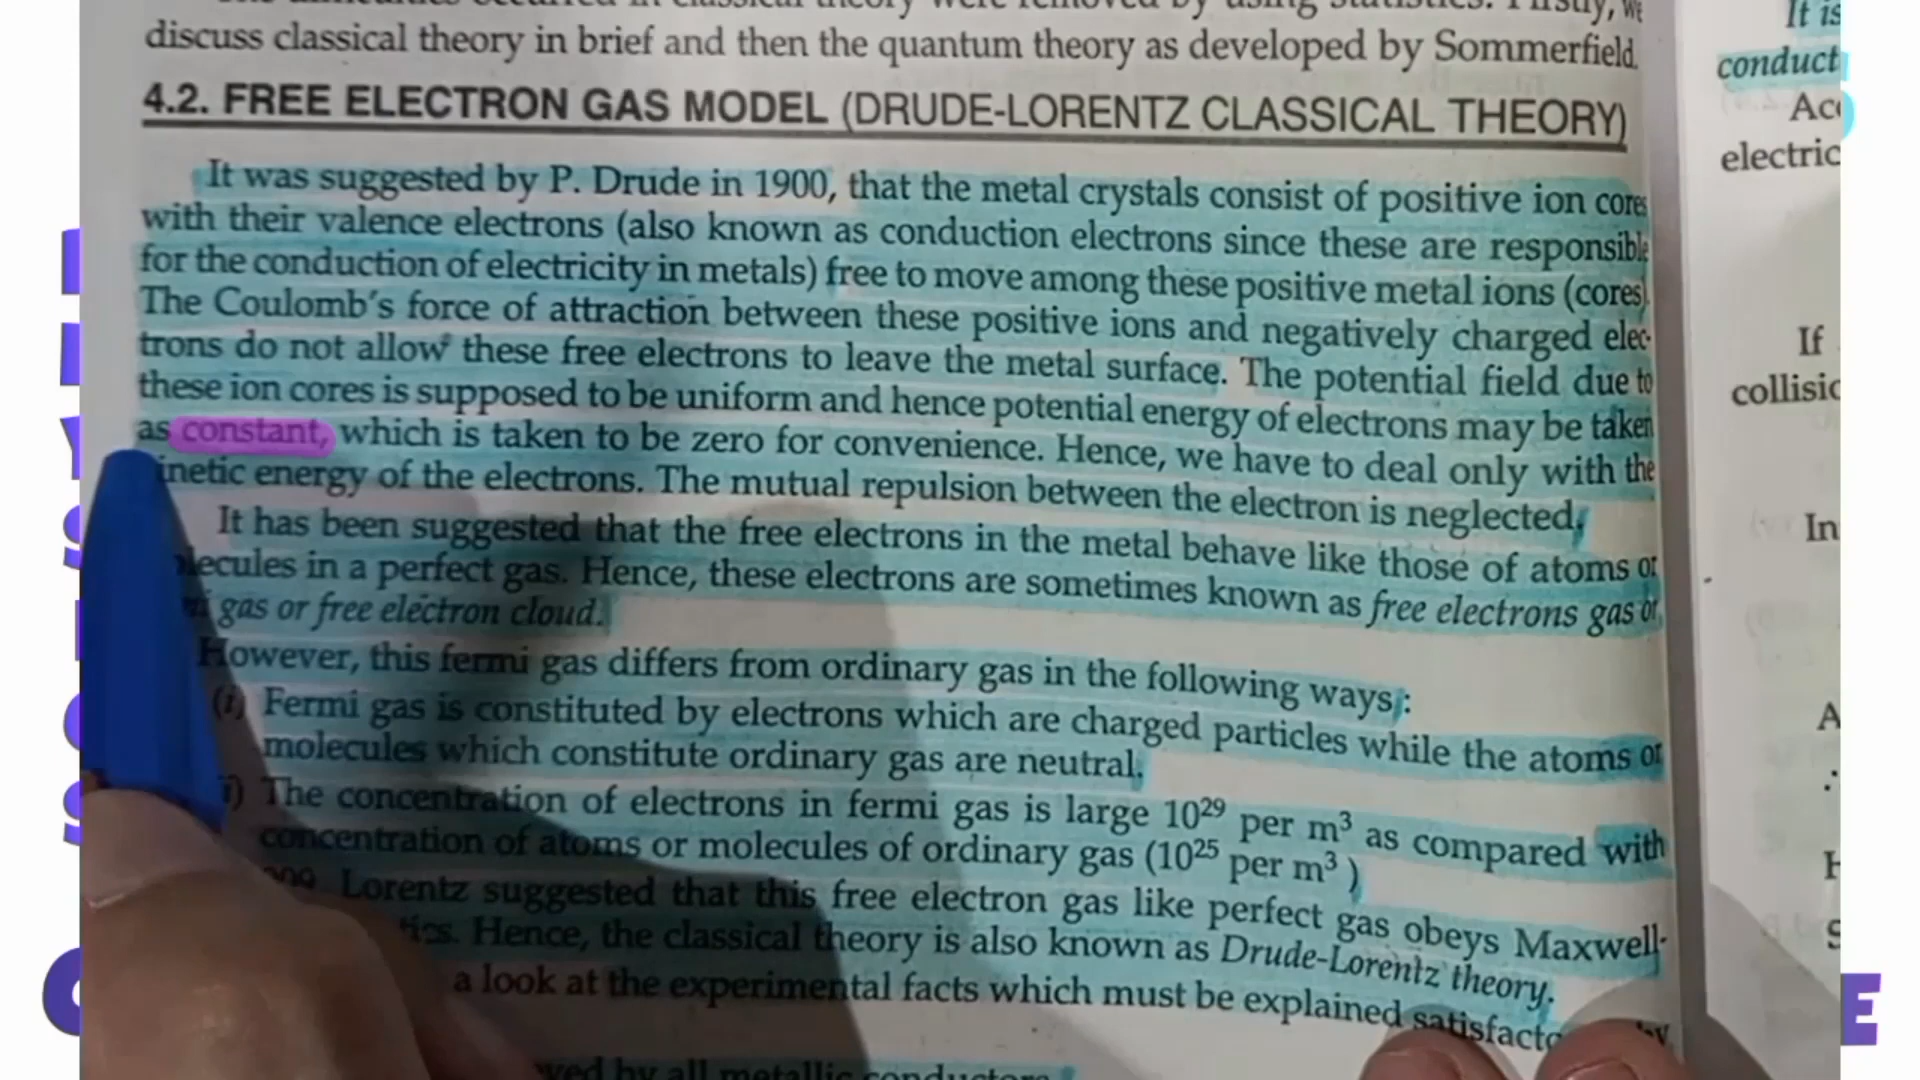 discuss classical theory in brief and then the quantum theory as developed by Sommerfield.
4.2. FREE ELECTRON GAS MODEL (DRUDE-LORENTZ CLASSICAL THEORY)
It was suggested by P. Drude in 1900, that the metal crystals consist of positive ion cores
with their valence electrons (also known as conduction electrons since these are responsible
for the conduction of electricity in metals) free to move among these positive metal ions (cores).
The Coulomb's force of attraction between these positive ions and negatively charged elec-
trons do not allow these free electrons to leave the metal surface. The potential field due to
these ion cores is supposed to be uniform and hence potential energy of electrons may be taken
as constant, which is taken to be zero for convenience. Hence, we have to deal only with the
inetic energy of the electrons. The mutual repulsion between the electron is neglected.
It has been suggested that the free electrons in the metal behave like those of atoms or
lecules in a perfect gas. Hence, these electrons are sometimes known as free electrons gas or
gas or free electron cloud.
However, this fermi gas differs from ordinary gas in the following ways :
(i) Fermi gas is constituted by electrons which are charged particles while the atoms or
molecules which constitute ordinary gas are neutral.
i) The concentration of electrons in fermi gas is large 10²⁹ per m³ as compared with
concentration of atoms or molecules of ordinary gas (10²⁵ per m³)
Lorentz suggested that this free electron gas like perfect gas obeys Maxwell-
tics. Hence, the classical theory is also known as Drude-Lorentz theory.
a look at the experimental facts which must be explained satisfacto
by all metallic conductors
It is
conduct
Acc
electric
If
collisio
In
A
∴
H
S